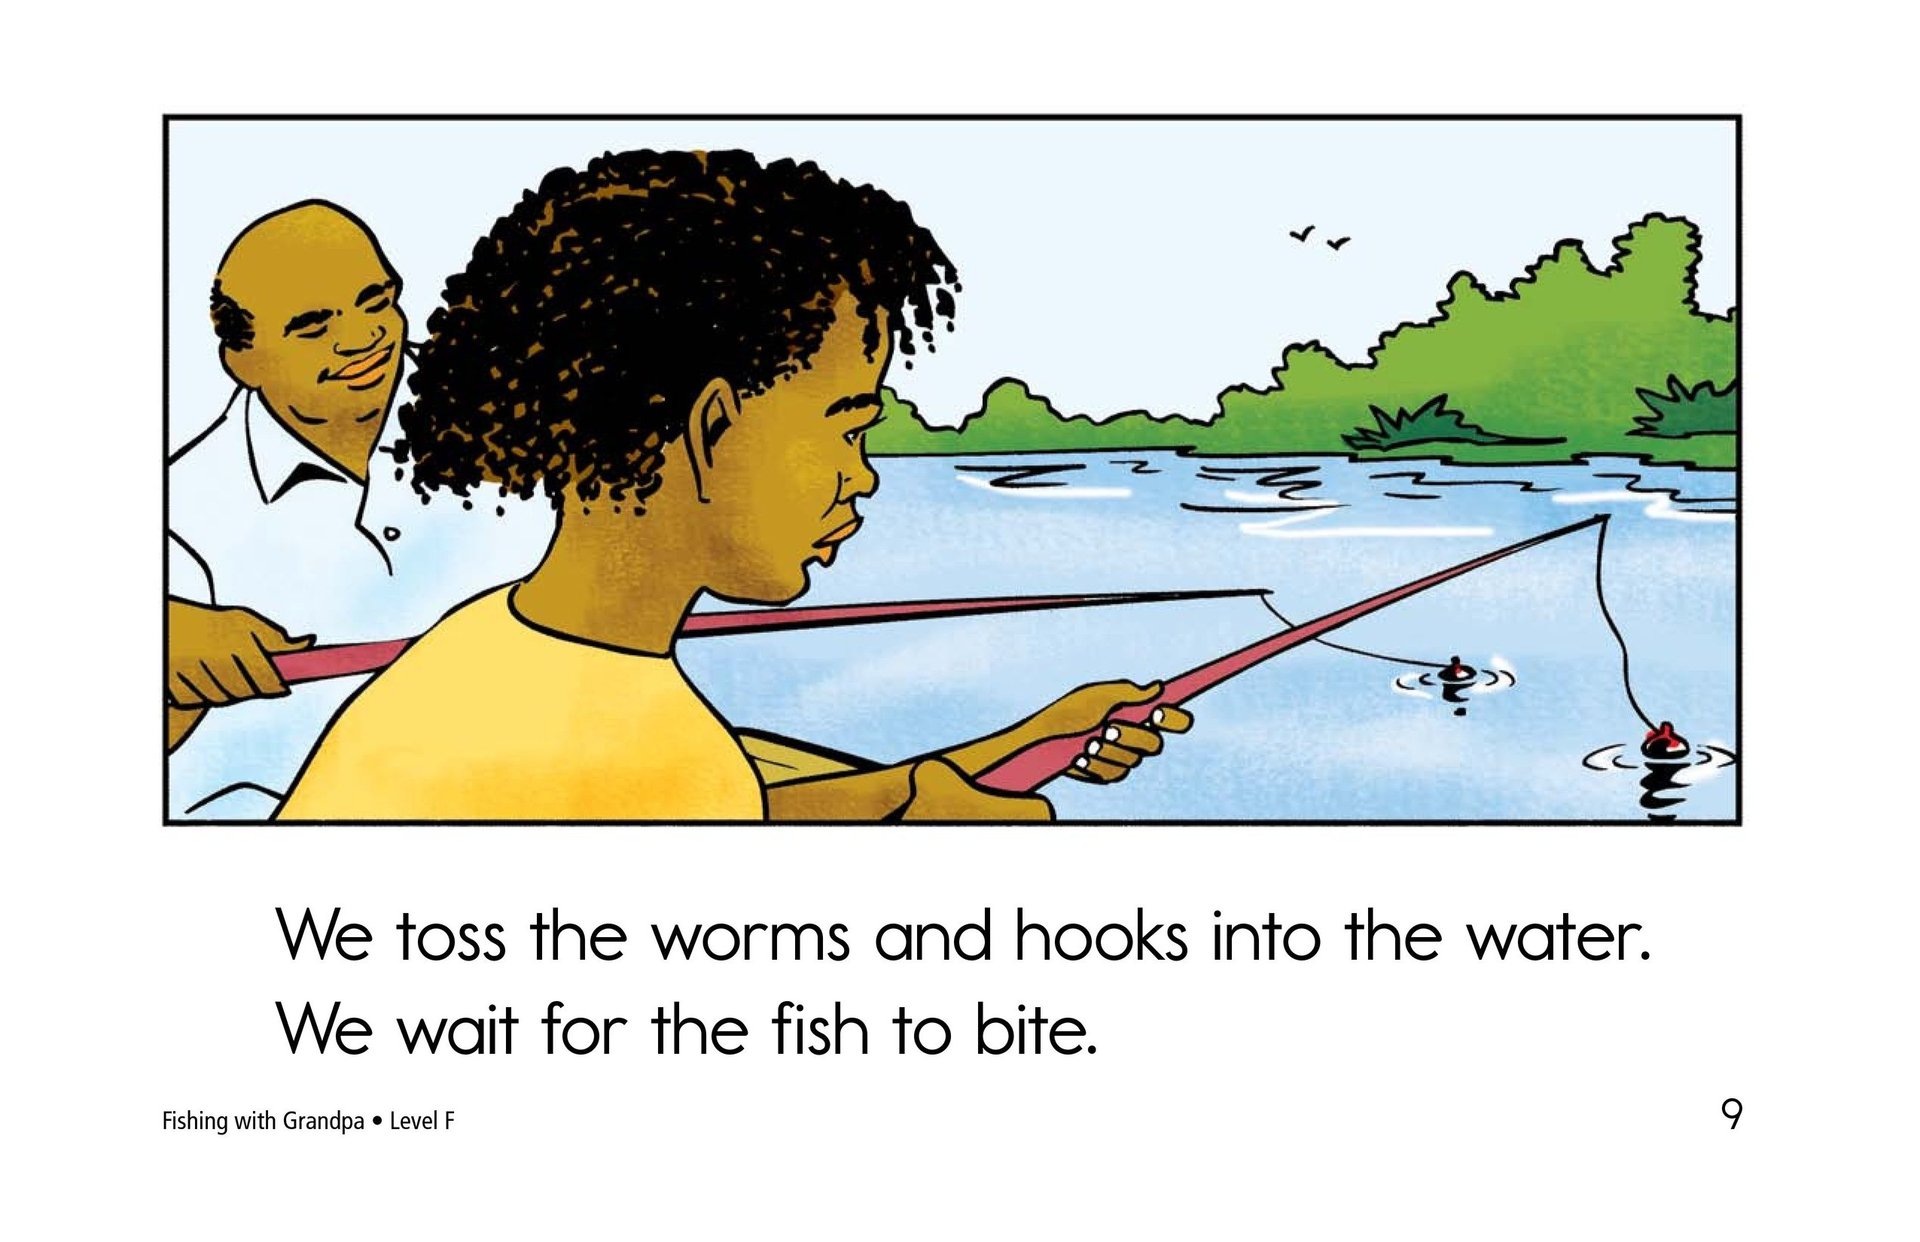 We toss the worms and hooks into the water.
We wait for the fish to bite.
Fishing with Grandpa • Level F
9